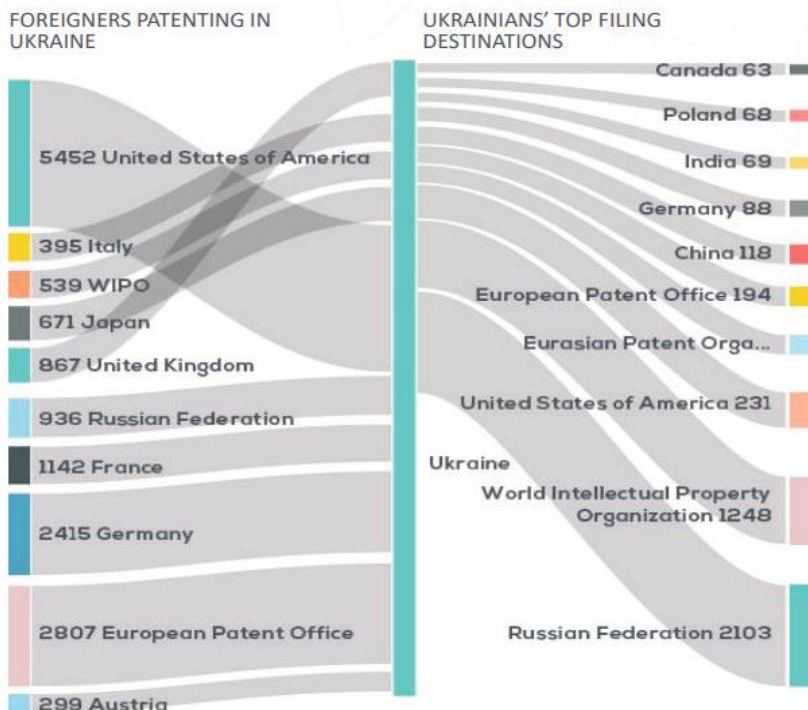 FOREIGNERS PATENTING IN
UKRAINE
5452 United States of America
395 Italy
539 WIPO
671 Japan
867 United Kingdom
936 Russian Federation
1142 France
2415 Germany
2807 European Patent Office
299 Austria
UKRAINIANS' TOP FILING
DESTINATIONS
Canada 63
Poland 68
India 69
Germany 88
China 118
European Patent Office 194
Eurasian Patent Orga...
United States of America 231
Ukraine
World Intellectual Property
Organization 1248
Russian Federation 2103